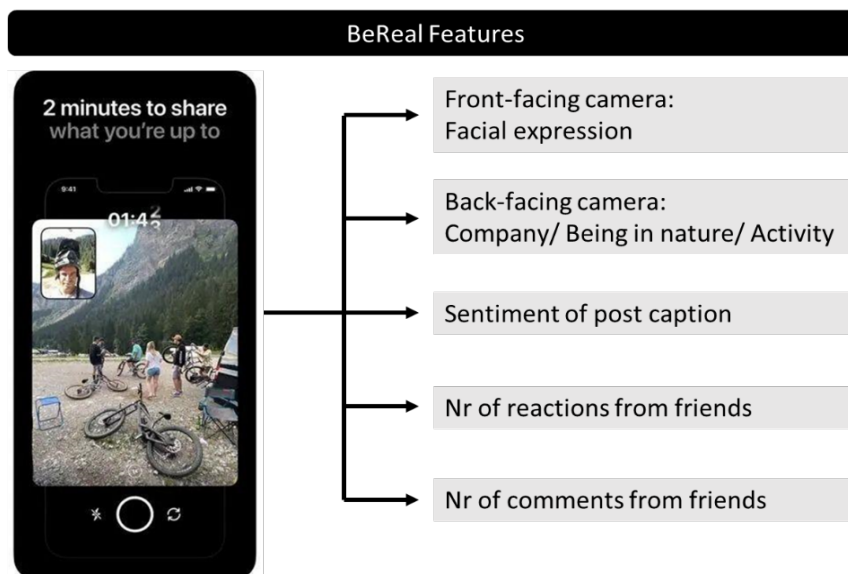 BeReal Features
2 minutes to share
what you're up to
9:41
Front-facing camera:
Facial expression
Back-facing camera:
Company/ Being in nature/ Activity
Sentiment of post caption
Nr of reactions from friends
Nr of comments from friends